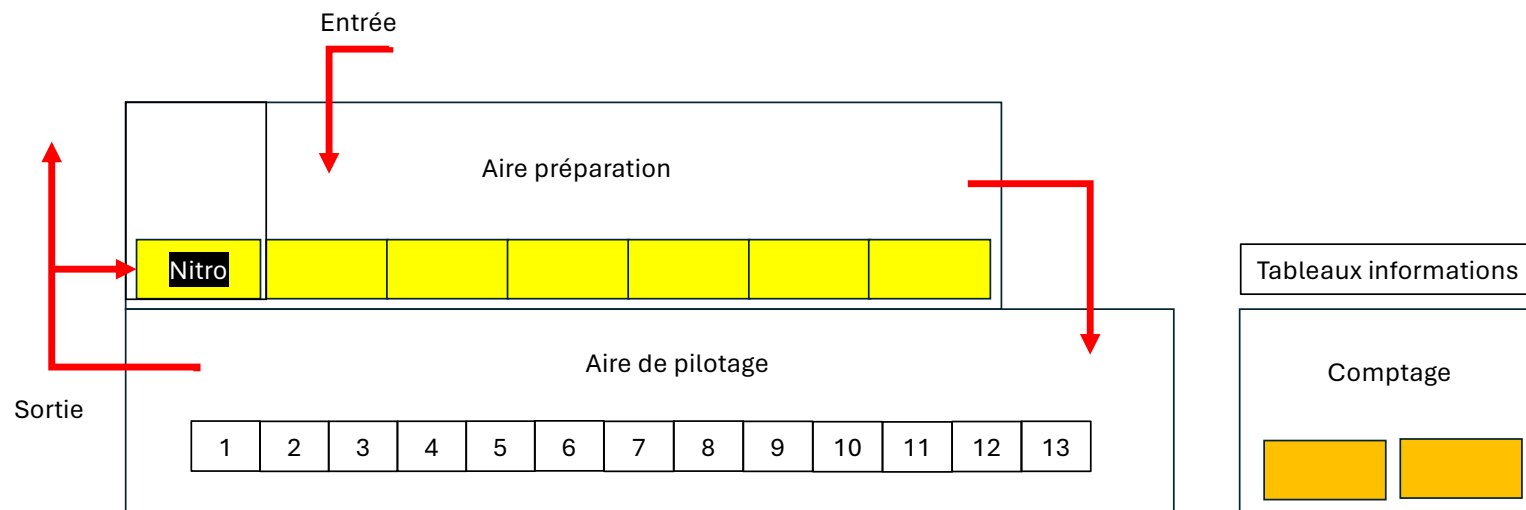 Entrée
Aire préparation
Nitro
Tableaux informations
Aire de pilotage
Comptage
Sortie
1 2 3 4 5 6 7 8 9 10 11 12 13